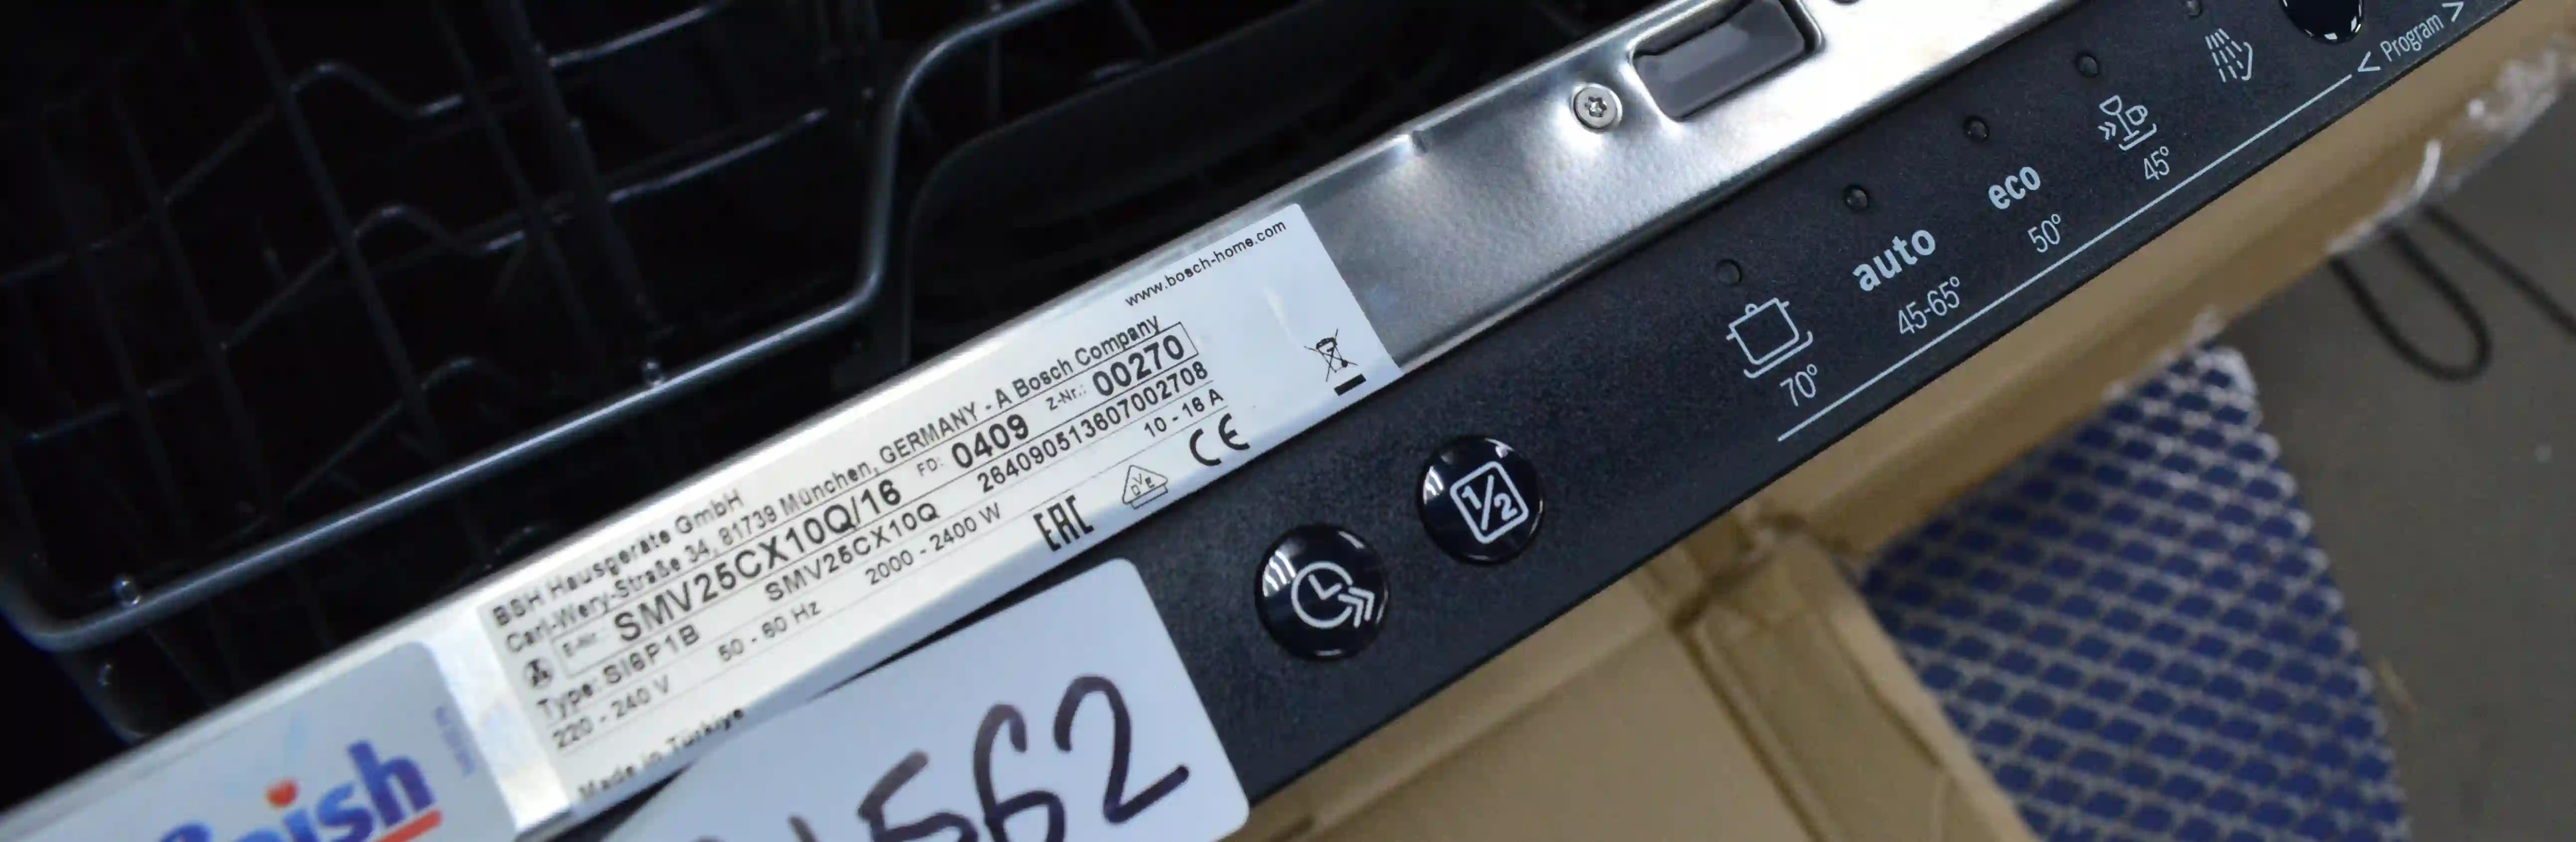 www.bosch-home.com
BSH Hausgeräte GmbH
Carl-Wery-Straße 34, 81739 München, GERMANY - A Bosch Company
E-Nr.: SMV25CX10Q/16 FD: 0409 Z-Nr.: 00270
Type: SI6P1B SMV25CX10Q 264090513607002708
220 - 240 V 50 - 60 Hz 2000 - 2400 W 10 - 16 A
Made in Türkiye
EAC
DVE
CE
562
1/2
70°
auto
45-65°
eco
50°
45°
< Program >